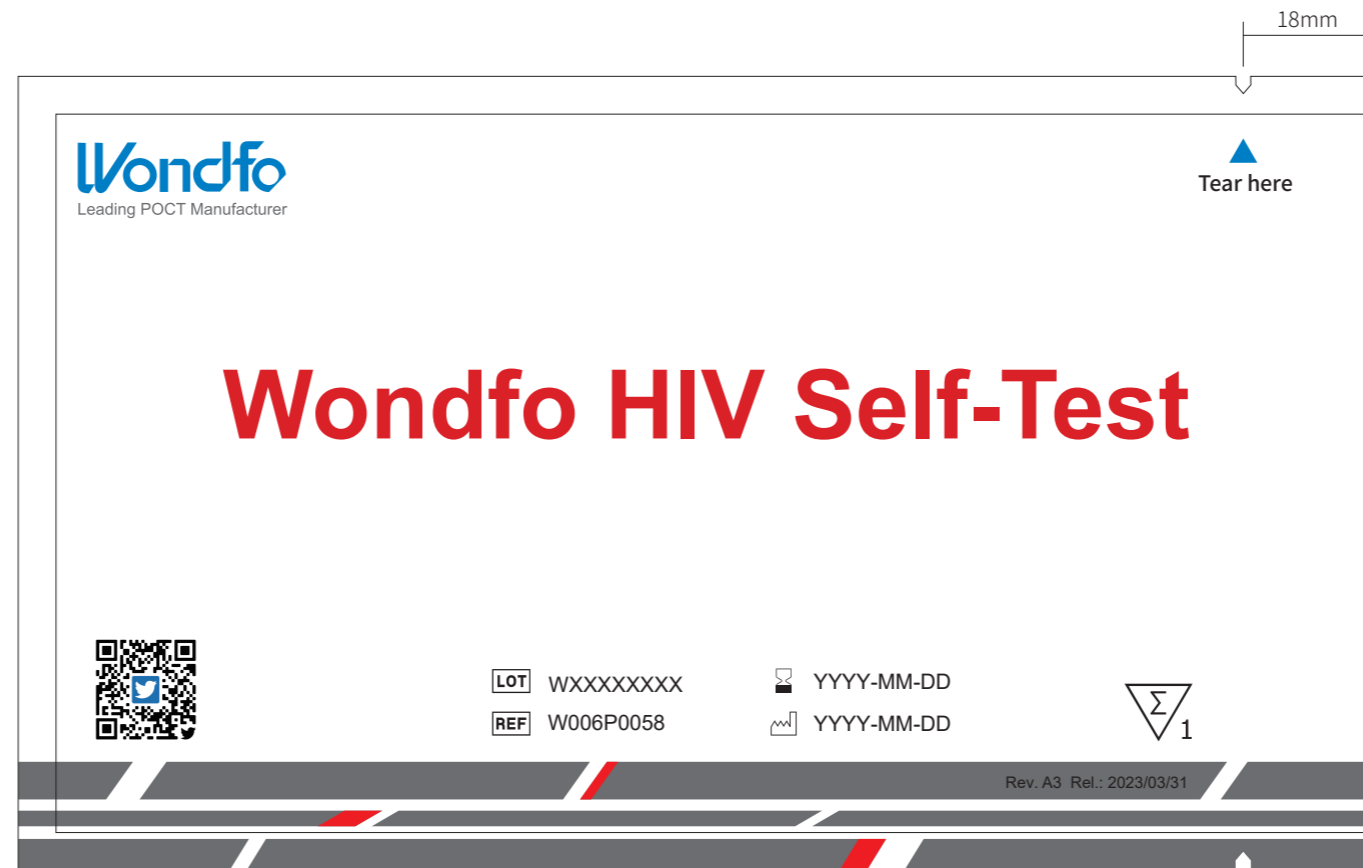 18mm
Wondfo
Leading POCT Manufacturer
Tear here
Wondfo HIV Self-Test
LOT WXXXXXXXX
REF W006P0058
YYYY-MM-DD
YYYY-MM-DD
Σ
1
Rev. A3 Rel.: 2023/03/31